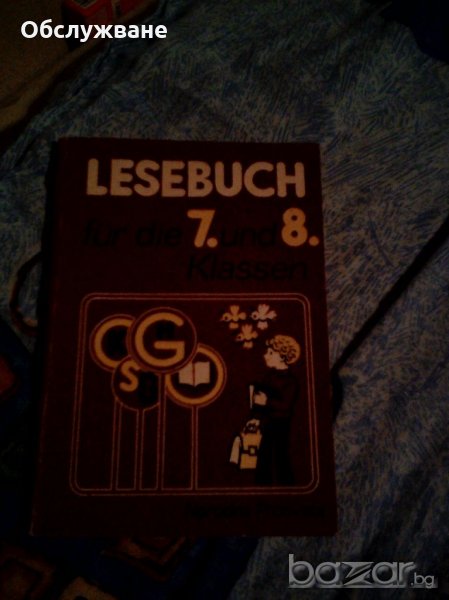 Обслужване
LESEBUCH
für die 7. und 8.
Klassen
C G
S
bazar.bg